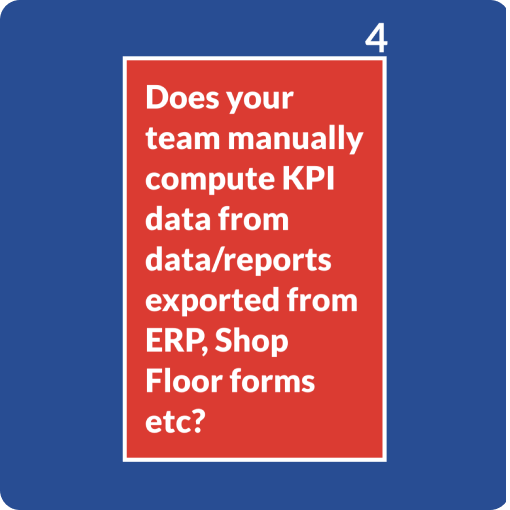 4
Does your
team manually
compute KPI
data from
data/reports
exported from
ERP, Shop
Floor forms
etc?